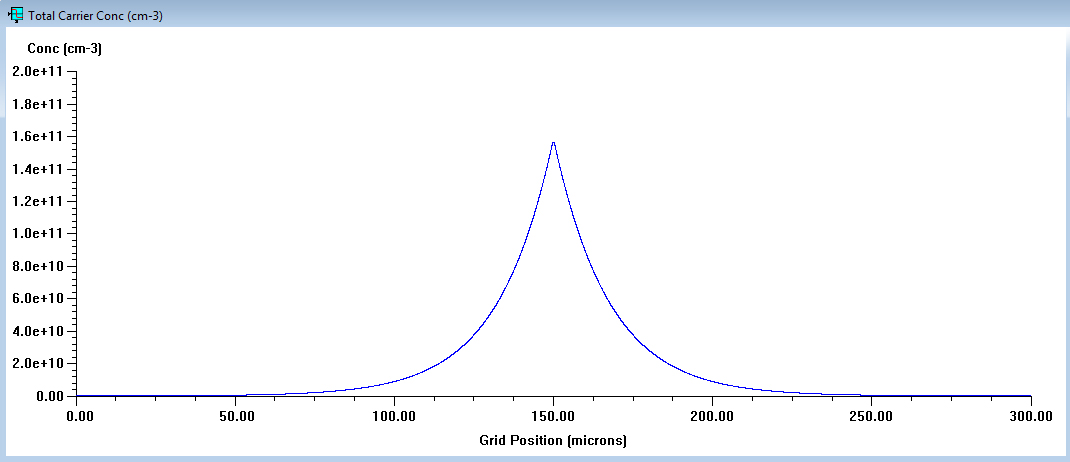 Total Carrier Conc (cm-3)
Conc (cm-3)
2.0e+11
1.8e+11
1.6e+11
1.4e+11
1.2e+11
1.0e+11
8.0e+10
6.0e+10
4.0e+10
2.0e+10
0.00
0.00 50.00 100.00 150.00 200.00 250.00 300.00
Grid Position (microns)